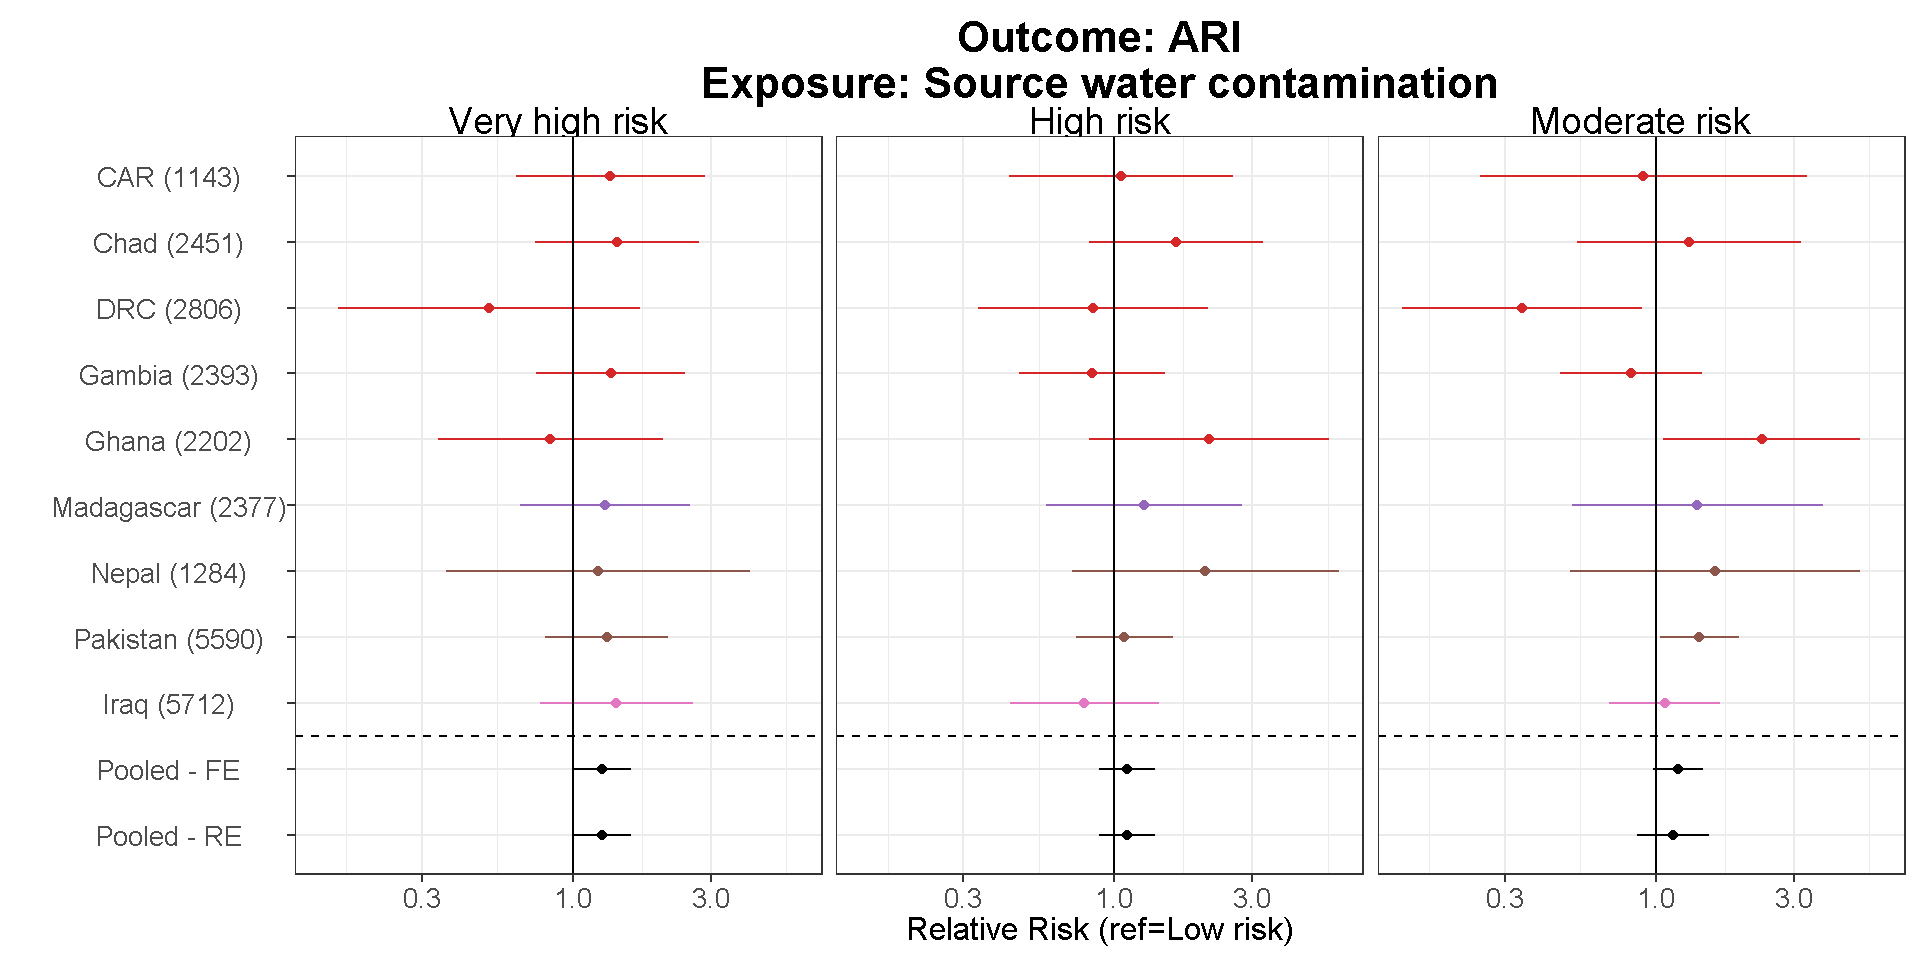 Outcome: ARI
Exposure: Source water contamination
Very high risk
High risk
Moderate risk
CAR (1143)
Chad (2451)
DRC (2806)
Gambia (2393)
Ghana (2202)
Madagascar (2377)
Nepal (1284)
Pakistan (5590)
Iraq (5712)
Pooled - FE
Pooled - RE
0.3 1.0 3.0 0.3 1.0 3.0 0.3 1.0 3.0
Relative Risk (ref=Low risk)